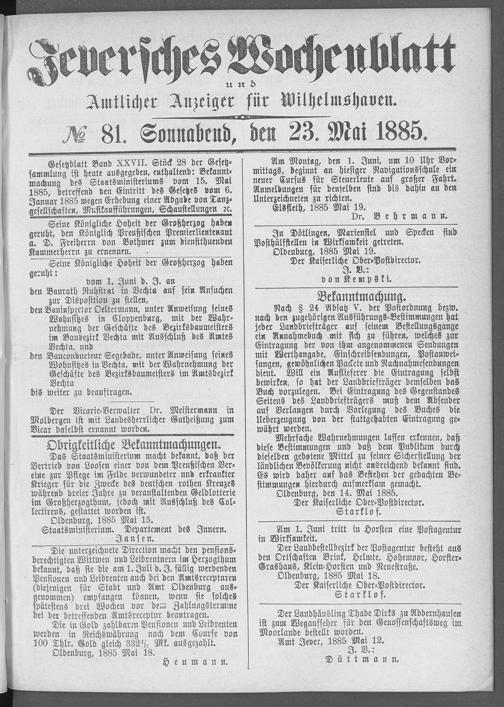 Jeversches Wochenblatt
und
Amtlicher Anzeiger für Wilhelmshaven.
№ 81. Sonnabend, den 23. Mai 1885.
Gesetzblatt Band XXVII. Stück 28 der Gesetz-
sammlung ist heute ausgegeben, enthaltend: Bekannt-
machung des Staatsministeriums vom 15. Mai
1885, betreffend den Eintritt des Gesetzes vom 6.
Januar 1885 wegen Erhebung einer Abgabe von Tanz-
gesellschaften, Musikaufführungen, Schaustellungen ꝛc.
Seine Königliche Hoheit der Großherzog haben
geruht, den Königlich Preußischen Premierlieutenant
a. D. Freiherrn von Bothmer zum dienstthuenden
Kammerherrn zu ernennen.
Seine Königliche Hoheit der Großherzog haben
geruht:
vom 1. Juni d. J. an
den Baurath Ruhstrat in Vechta auf sein Ansuchen
zur Disposition zu stellen,
den Bauinspector Oeltermann, unter Anweisung seines
Wohnsitzes in Cloppenburg, mit der Wahr-
nehmung der Geschäfte des Bezirksbaumeisters
im Baubezirk Vechta mit Ausschluß des Amtes
Vechta, und
den Bauconducteur Segebade, unter Anweisung seines
Wohnsitzes in Vechta, mit der Wahrnehmung der
Geschäfte des Bezirksbaumeisters im Amtsbezirk
Vechta
bis weiter zu beauftragen.
Der Vicarie-Verwalter Dr. Meistermann in
Molbergen ist mit Landesherrlicher Gutheißung zum
Vicar daselbst ernannt worden.
Obrigkeitliche Bekanntmachungen.
Das Staatsministerium macht bekannt, daß der
Vertrieb von Loosen einer von dem Preußischen Ver-
eine zur Pflege im Felde verwundeter und erkrankter
Krieger für die Zwecke des deutschen rothen Kreuzes
während dreier Jahre zu veranstaltenden Geldlotterie
im Großherzogthum, jedoch mit Ausschluß des Col-
lectirens, gestattet worden ist.
Oldenburg, 1885 Mai 15.
Staatsministerium. Departement des Innern.
Jansen.
Die unterzeichnete Direction macht den pensions-
berechtigten Wittwen und Leibrentnern im Herzogthum
bekannt, daß sie die am 1. Juli d. J. fällig werdenden
Pensionen und Leibrenten auch bei den Amtsrecepturen
(diejenigen für Stadt und Amt Oldenburg aus-
genommen) empfangen können, wenn sie solches
spätestens drei Wochen vor dem Zahlungstermine
bei der betreffenden Amtsreceptur beantragen.
Die in Gold zahlbaren Pensionen und Leibrenten
werden in Reichswährung nach dem Course von
100 Thlr. Gold gleich 332½ Mk. ausgezahlt.
Oldenburg, 1885 Mai 18.
Heumann.
Am Montag, den 1. Juni, um 10 Uhr Vor-
mittags, beginnt an hiesiger Navigationsschule ein
neuer Cursus für Steuerleute auf großer Fahrt.
Anmeldungen für denselben sind bis dahin an den
Unterzeichneten zu richten.
Elsfleth, 1885 Mai 19.
Dr. Behrmann.
In Dötlingen, Marienstel und Specken sind
Posthülfstellen in Wirksamkeit getreten.
Oldenburg, 1885 Mai 19.
Der Kaiserliche Ober-Postdirector.
J. V.:
von Kempski.
Bekanntmachung.
Nach § 24 Absatz V. der Postordnung bezw.
nach den zugehörigen Ausführungs-Bestimmungen hat
jeder Landbriefträger auf seinem Bestellungsgange
ein Annahmebuch mit sich zu führen, welches zur
Eintragung der von ihm angenommenen Sendungen
mit Werthangabe, Einschreibsendungen, Postanwei-
sungen, gewöhnlichen Packete und Nachnahmesendungen
dient. Will ein Auflieferer die Eintragung selbst
bewirken, so hat der Landbriefträger demselben das
Buch vorzulegen. Bei Eintragung des Gegenstandes
Seitens des Landbriefträgers muß dem Absender
auf Verlangen durch Vorlegung des Buchs die
Ueberzeugung von der stattgehabten Eintragung ge-
währt werden.
Mehrfache Wahrnehmungen lassen erkennen, daß
diese Bestimmungen und das dem Publikum durch
dieselben gebotene Mittel zu seiner Sicherstellung der
ländlichen Bevölkerung nicht ausreichend bekannt sind.
Es wird daher auf das Bestehen der gedachten Be-
stimmungen hierdurch aufmerksam gemacht.
Oldenburg, den 14. Mai 1885.
Der Kaiserliche Ober-Postdirector.
Starklof.
Am 1. Juni tritt in Horsten eine Postagentur
in Wirksamkeit.
Der Landbestellbezirk der Postagentur besteht aus
den Ortschaften Brink, Helmte, Hohemoor, Horster-
Grashaus, Klein-Horsten und Neuestraße.
Oldenburg, 1885 Mai 18.
Der Kaiserliche Ober-Postdirector.
Starklof.
Der Landhäusling Thade Dirks zu Abdernhausen
ist zum Wegaufseher für den Genossenschaftsweg im
Moorlande bestellt worden.
Amt Jever, 1885 Mai 12.
J. V.:
Düttmann.